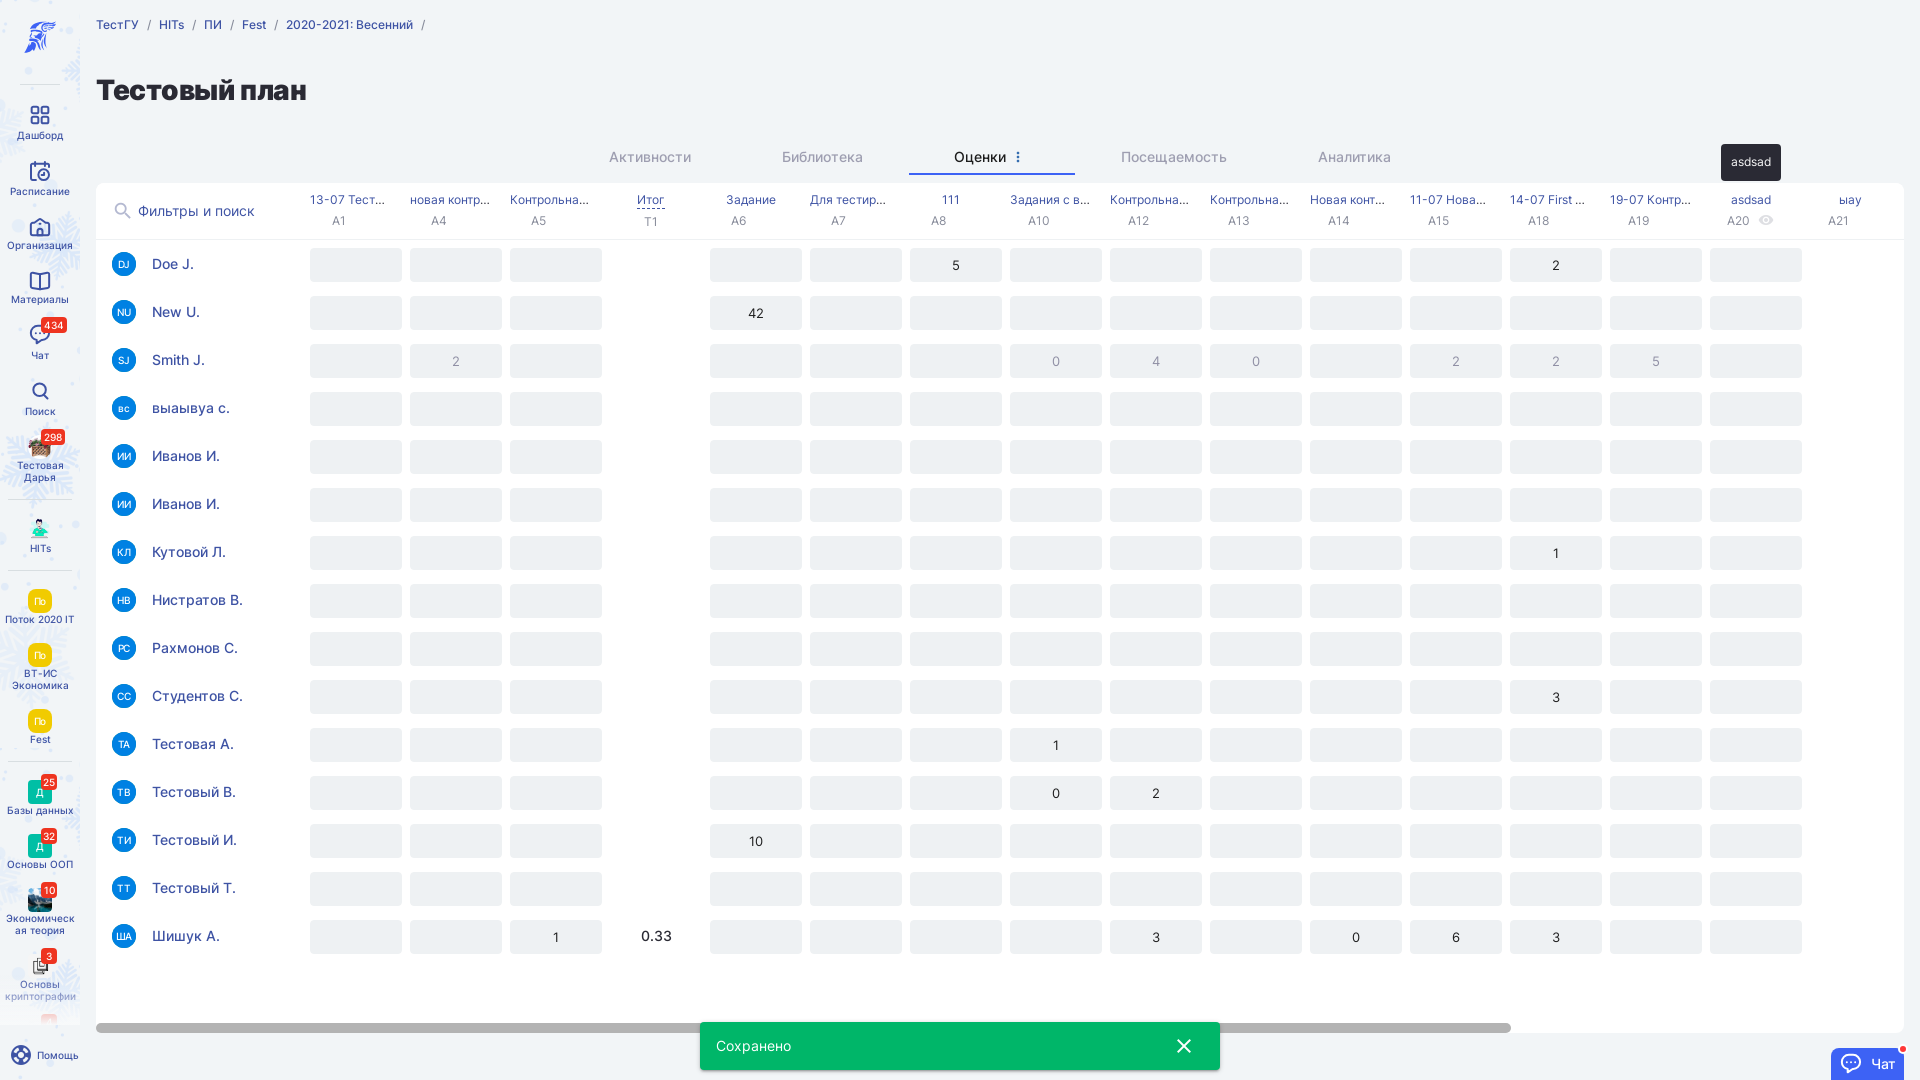 ТестГУ / HITs / ПИ / Fest / 2020-2021: Весенний /
Тестовый план
Дашборд
Расписание
Организация
Материалы
434
Чат
Поиск
298
Тестовая
Дарья
HITs
По
Поток 2020 IT
По
ВТ-ИС
Экономика
По
Fest
25
Д
Базы данных
32
Д
Основы ООП
10
Экономическ
ая теория
3
Основы
криптографии
Помощь
Активности Библиотека Оценки Посещаемость Аналитика
asdsad
Фильтры и поиск
13-07 Тест... новая контр... Контрольна... Итог Задание Для тестир... 111 Задания с в... Контрольна... Контрольна... Новая конт... 11-07 Нова... 14-07 First ... 19-07 Контр... asdsad ыау
A1 A4 A5 T1 A6 A7 A8 A10 A12 A13 A14 A15 A18 A19 A20 A21
DJ Doe J. 5 2
NU New U. 42
SJ Smith J. 2 0 4 0 2 2 5
вс выаывуа с.
ИИ Иванов И.
ИИ Иванов И.
КЛ Кутовой Л. 1
НВ Нистратов В.
РС Рахмонов С.
СС Студентов С. 3
ТА Тестовая А. 1
ТВ Тестовый В. 0 2
ТИ Тестовый И. 10
ТТ Тестовый Т.
ША Шишук А. 1 0.33 3 0 6 3
Сохранено
Чат